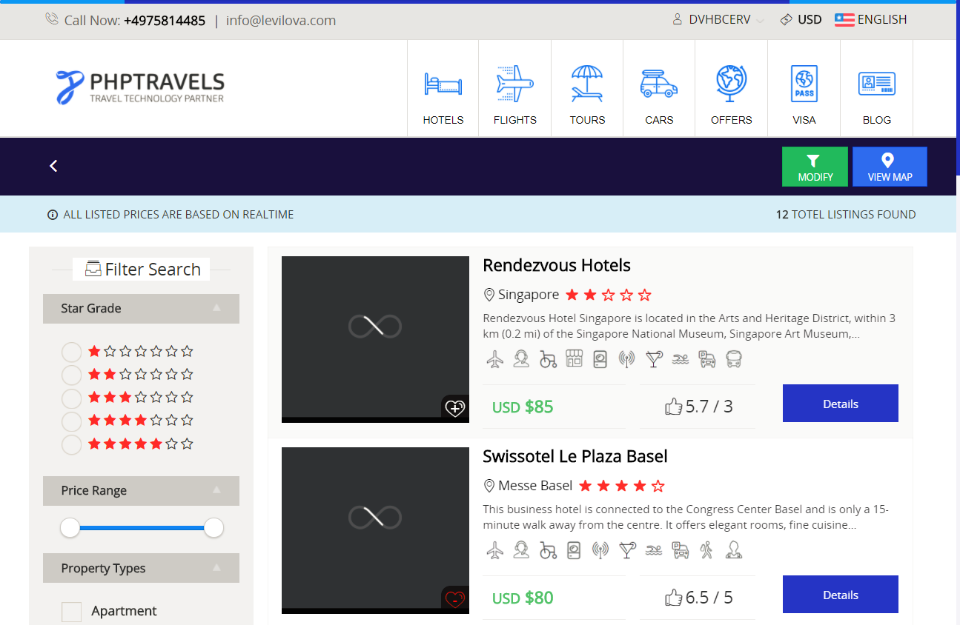 Call Now: +4975814485 | info@levilova.com
DVHBCERV USD ENGLISH
PHPTRAVELS
TRAVEL TECHNOLOGY PARTNER
PASS
HOTELS FLIGHTS TOURS CARS OFFERS VISA BLOG
MODIFY VIEW MAP
ALL LISTED PRICES ARE BASED ON REALTIME
12 TOTEL LISTINGS FOUND
Filter Search
Star Grade
Price Range
Property Types
Apartment
Rendezvous Hotels
Singapore
Rendezvous Hotel Singapore is located in the Arts and Heritage District, within 3
km (0.2 mi) of the Singapore National Museum, Singapore Art Museum,...
USD $85 5.7 / 3 Details
Swissotel Le Plaza Basel
Messe Basel
This business hotel is connected to the Congress Center Basel and is only a 15-
minute walk away from the centre. It offers elegant rooms, fine cuisine...
USD $80 6.5 / 5 Details